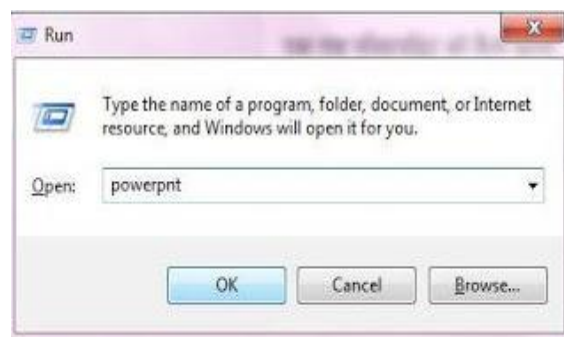 Run
Type the name of a program, folder, document, or Internet
resource, and Windows will open it for you.
Open:
powerpnt
OK
Cancel
Browse...